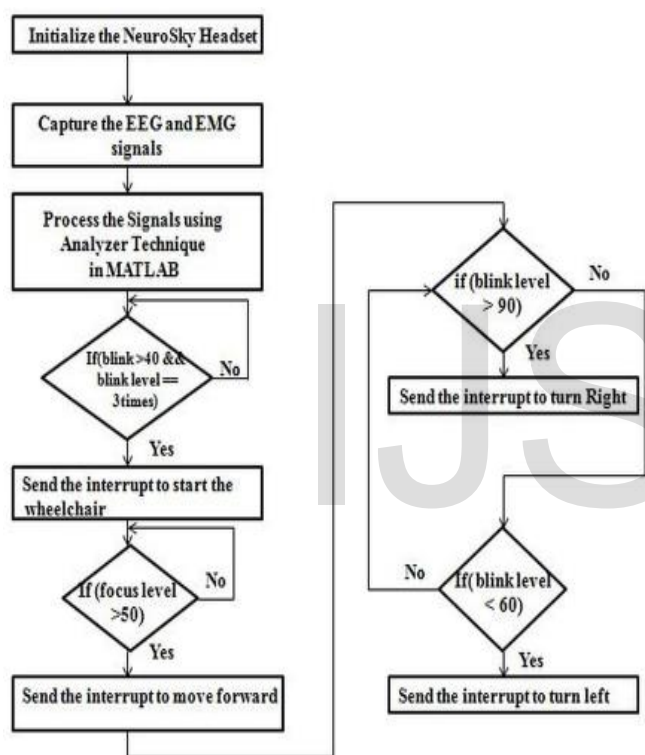 Initialize the NeuroSky Headset
Capture the EEG and EMG
signals
Process the Signals using
Analyzer Technique
in MATLAB
If(blink >40 &&
blink level ==
3times)
No
Yes
Send the interrupt to start the
wheelchair
If (focus level
>50)
No
Yes
Send the interrupt to move forward
if (blink level
> 90)
No
Yes
Send the interrupt to turn Right
If(blink level
< 60)
No
Yes
Send the interrupt to turn left
IJS